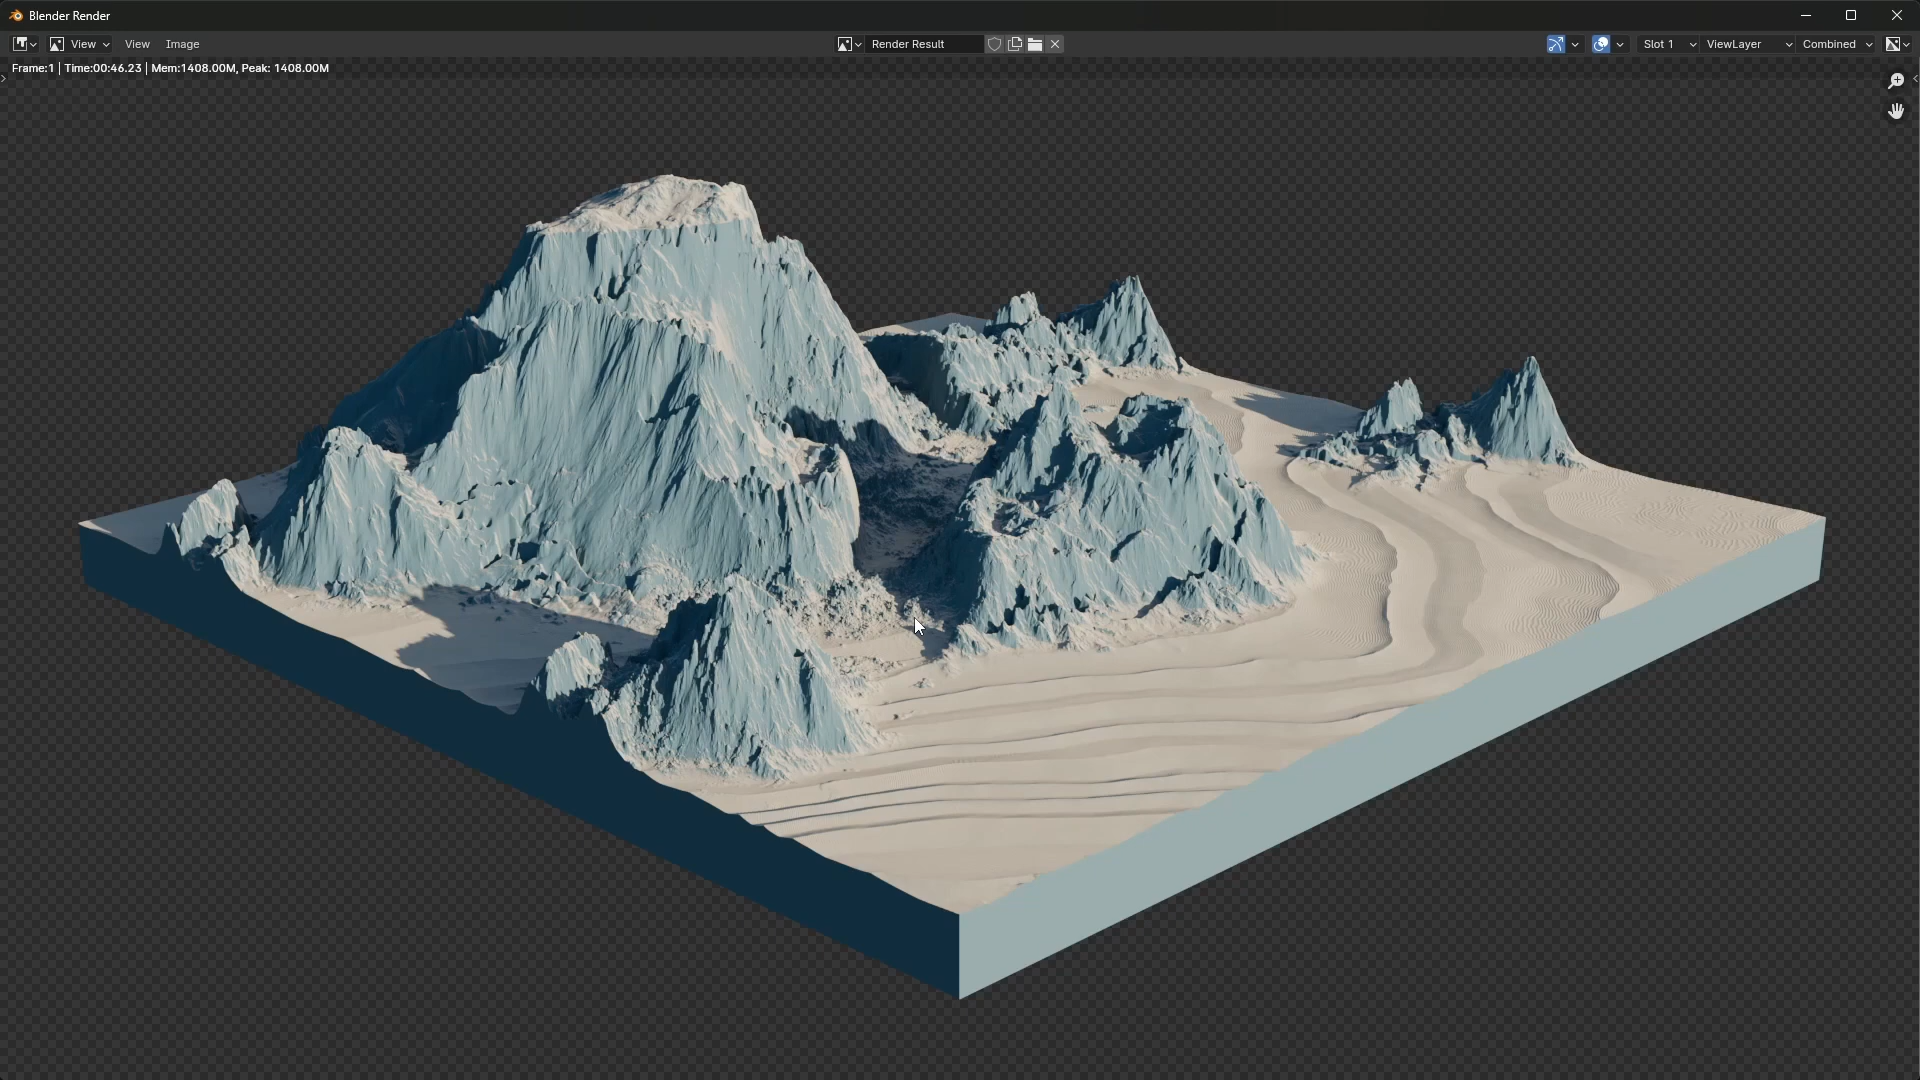 Blender Render
View View Image Render Result Slot 1 ViewLayer Combined
Frame:1 | Time:00:46.23 | Mem:1408.00M, Peak: 1408.00M